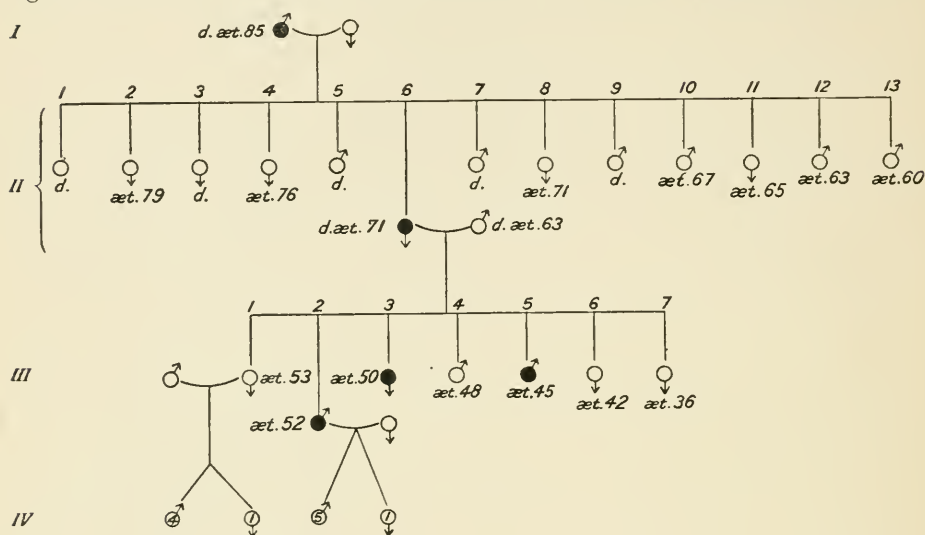 I d. æt. 85
1 2 3 4 5 6 7 8 9 10 11 12 13
II
d. æt. 79 d. æt. 76 d. d. æt. 71 d. æt. 67 æt. 65 æt. 63 æt. 60
d. æt. 71 d. æt. 63
1 2 3 4 5 6 7
III æt. 53 æt. 50 æt. 48 æt. 45 æt. 42 æt. 36
æt. 52
IV 4 1 5 1